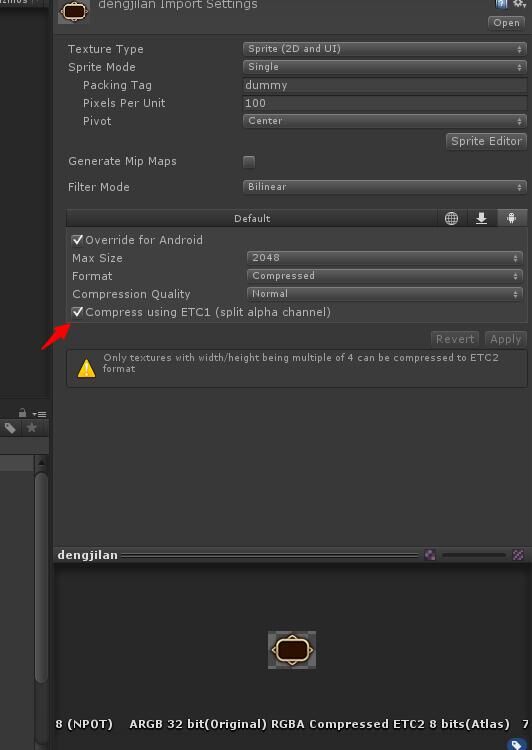 dengjilan Import Settings
Open
Texture Type Sprite (2D and UI)
Sprite Mode Single
Packing Tag dummy
Pixels Per Unit 100
Pivot Center
Sprite Editor
Generate Mip Maps
Filter Mode Bilinear
Default
Override for Android
Max Size 2048
Format Compressed
Compression Quality Normal
Compress using ETC1 (split alpha channel)
Revert Apply
Only textures with width/height being multiple of 4 can be compressed to ETC2
format
dengjilan
8 (NPOT) ARGB 32 bit(Original) RGBA Compressed ETC2 8 bits(Atlas) 7